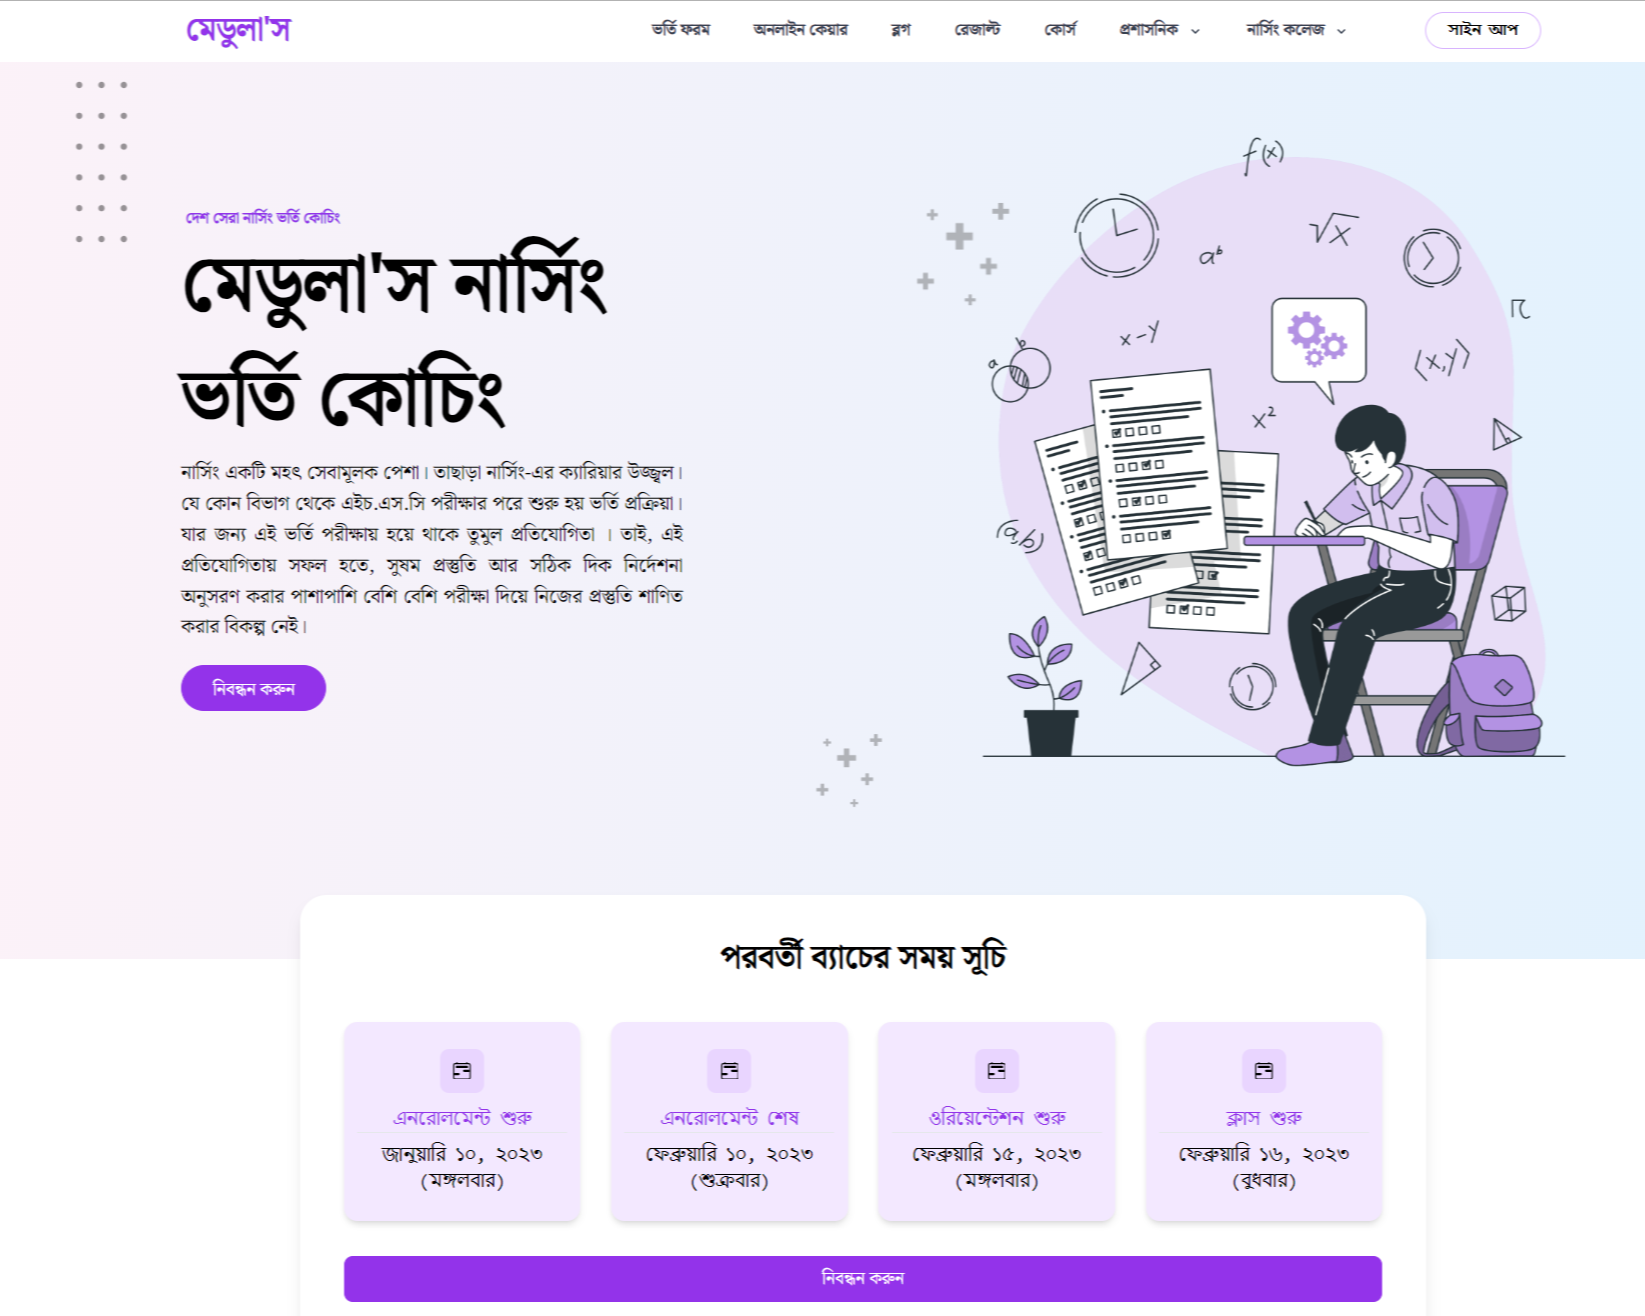 মেডুলা'স
ভর্তি ফরম অনলাইন কেয়ার ব্লগ রেজাল্ট কোর্স প্রশাসনিক নার্সিং কলেজ সাইন আপ
দেশ সেরা নার্সিং ভর্তি কোচিং
মেডুলা'স নার্সিং
ভর্তি কোচিং
নার্সিং একটি মহৎ সেবামূলক পেশা। তাছাড়া নার্সিং-এর ক্যারিয়ার উজ্জ্বল।
যে কোন বিভাগ থেকে এইচ.এস.সি পরীক্ষার পরে শুরু হয় ভর্তি প্রক্রিয়া।
যার জন্য এই ভর্তি পরীক্ষায় হয়ে থাকে তুমুল প্রতিযোগিতা । তাই, এই
প্রতিযোগিতায় সফল হতে, সুষম প্রস্তুতি আর সঠিক দিক নির্দেশনা
অনুসরণ করার পাশাপাশি বেশি বেশি পরীক্ষা দিয়ে নিজের প্রস্তুতি শাণিত
করার বিকল্প নেই।
নিবন্ধন করুন
f(x)
√x
a^b
π
x-y
(x,y)
b
a
x²
(a,b)
পরবর্তী ব্যাচের সময় সূচি
এনরোলমেন্ট শুরু
জানুয়ারি ১০, ২০২৩
(মঙ্গলবার)
এনরোলমেন্ট শেষ
ফেব্রুয়ারি ১০, ২০২৩
(শুক্রবার)
ওরিয়েন্টেশন শুরু
ফেব্রুয়ারি ১৫, ২০২৩
(মঙ্গলবার)
ক্লাস শুরু
ফেব্রুয়ারি ১৬, ২০২৩
(বুধবার)
নিবন্ধন করুন